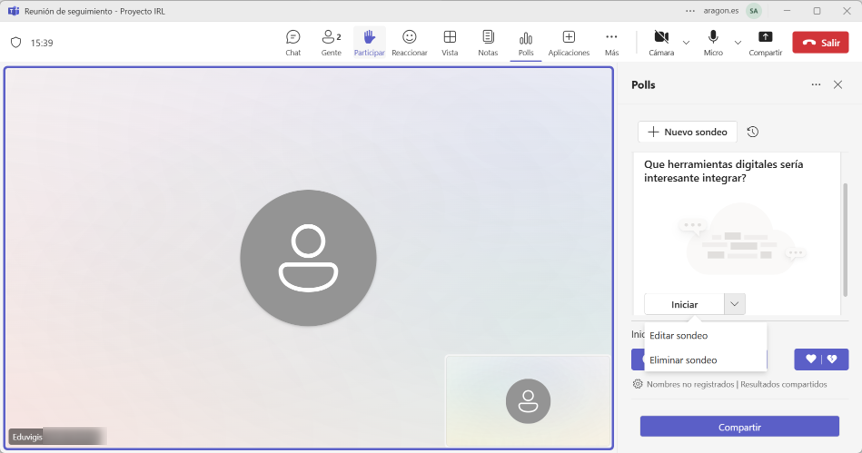 Reunión de seguimiento - Proyecto IRL
aragon.es
SA
15:39
Chat
Gente
2
Participar
Reaccionar
Vista
Notas
Polls
Aplicaciones
Más
Cámara
Micro
Compartir
Salir
Polls
Nuevo sondeo
Que herramientas digitales sería
interesante integrar?
Iniciar
Editar sondeo
Eliminar sondeo
Nombres no registrados | Resultados compartidos
Compartir
Eduvigis